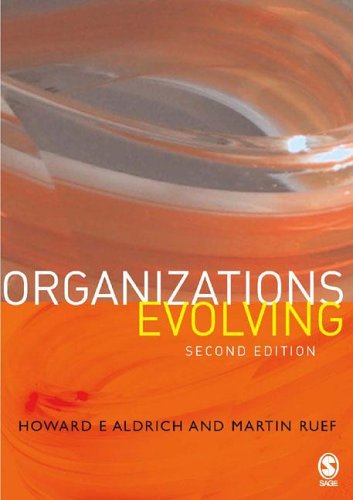 ORGANIZATIONS
EVOLVING
SECOND EDITION
HOWARD E ALDRICH AND MARTIN RUEF
S
SAGE